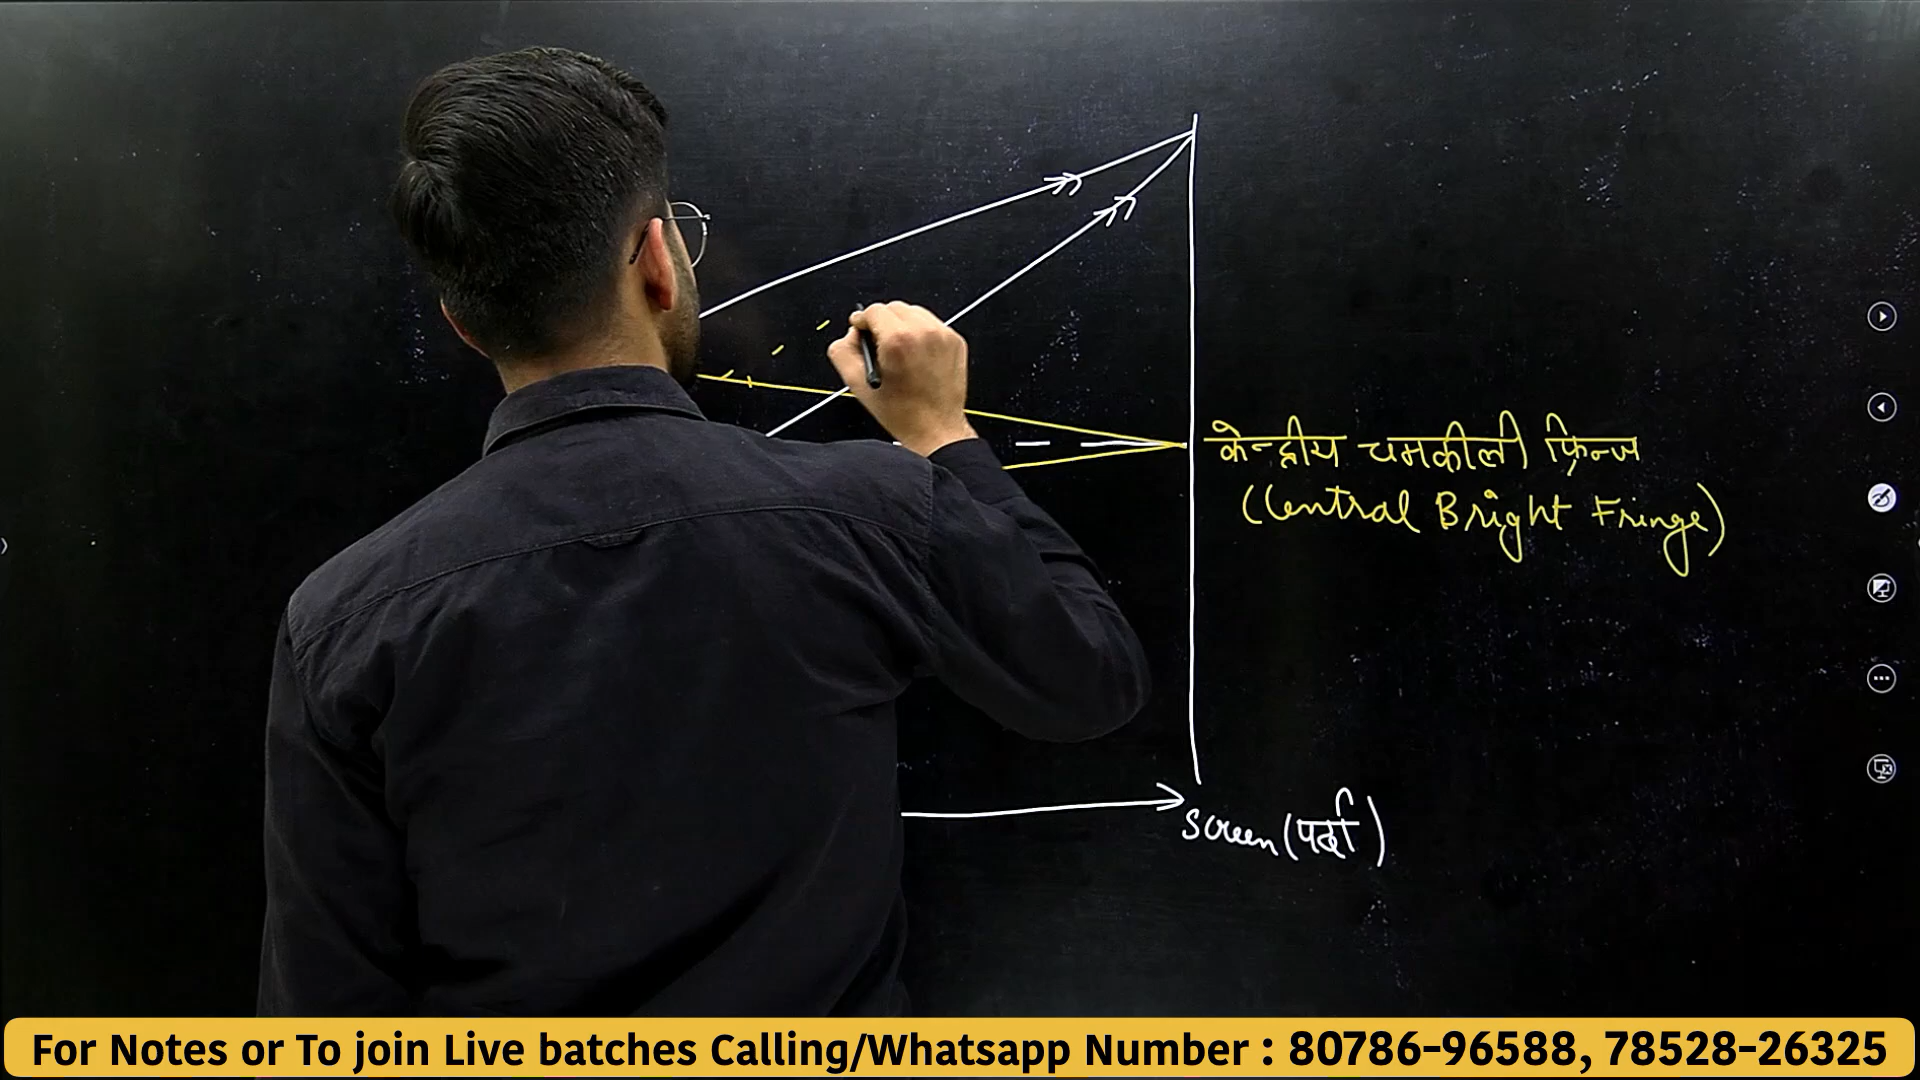 केन्द्रीय चमकीली फ्रिन्ज
(Central Bright Fringe)
screen (पर्दा)
For Notes or To join Live batches Calling/Whatsapp Number : 80786-96588, 78528-26325